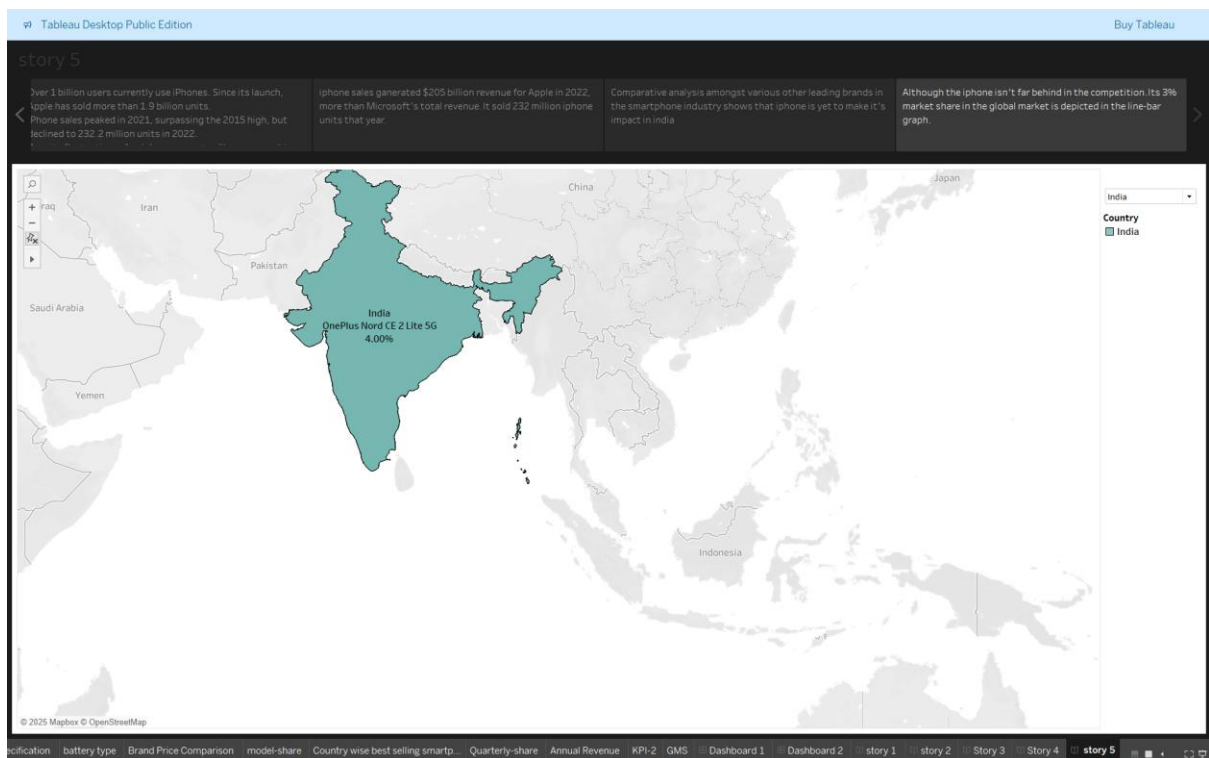 Tableau Desktop Public Edition
Buy Tableau
story 5
Over 1 billion users currently use iPhones. Since its launch,
Apple has sold more than 1.9 billion units.
iPhone sales peaked in 2021, surpassing the 2015 high, but
declined to 232.2 million units in 2022.
iphone sales ganerated $205 billion revenue for Apple in 2022,
more than Microsoft's total revenue. It sold 232 million iphone
units that year.
Comparative analysis amongst various other leading brands in
the smartphone industry shows that iphone is yet to make it's
impact in india
Although the iphone isn't far behind in the competition. Its 3%
market share in the global market is depicted in the line-bar
graph.
Japan
China
Iraq
Iran
Pakistan
Saudi Arabia
India
OnePlus Nord CE 2 Lite 5G
4.00%
Yemen
Indonesia
India
Country
India
© 2025 Mapbox © OpenStreetMap
ecification
battery type
Brand Price Comparison
model-share
Country wise best selling smartp...
Quarterly-share
Annual Revenue
KPI-2
GMS
Dashboard 1
Dashboard 2
story 1
story 2
Story 3
Story 4
story 5